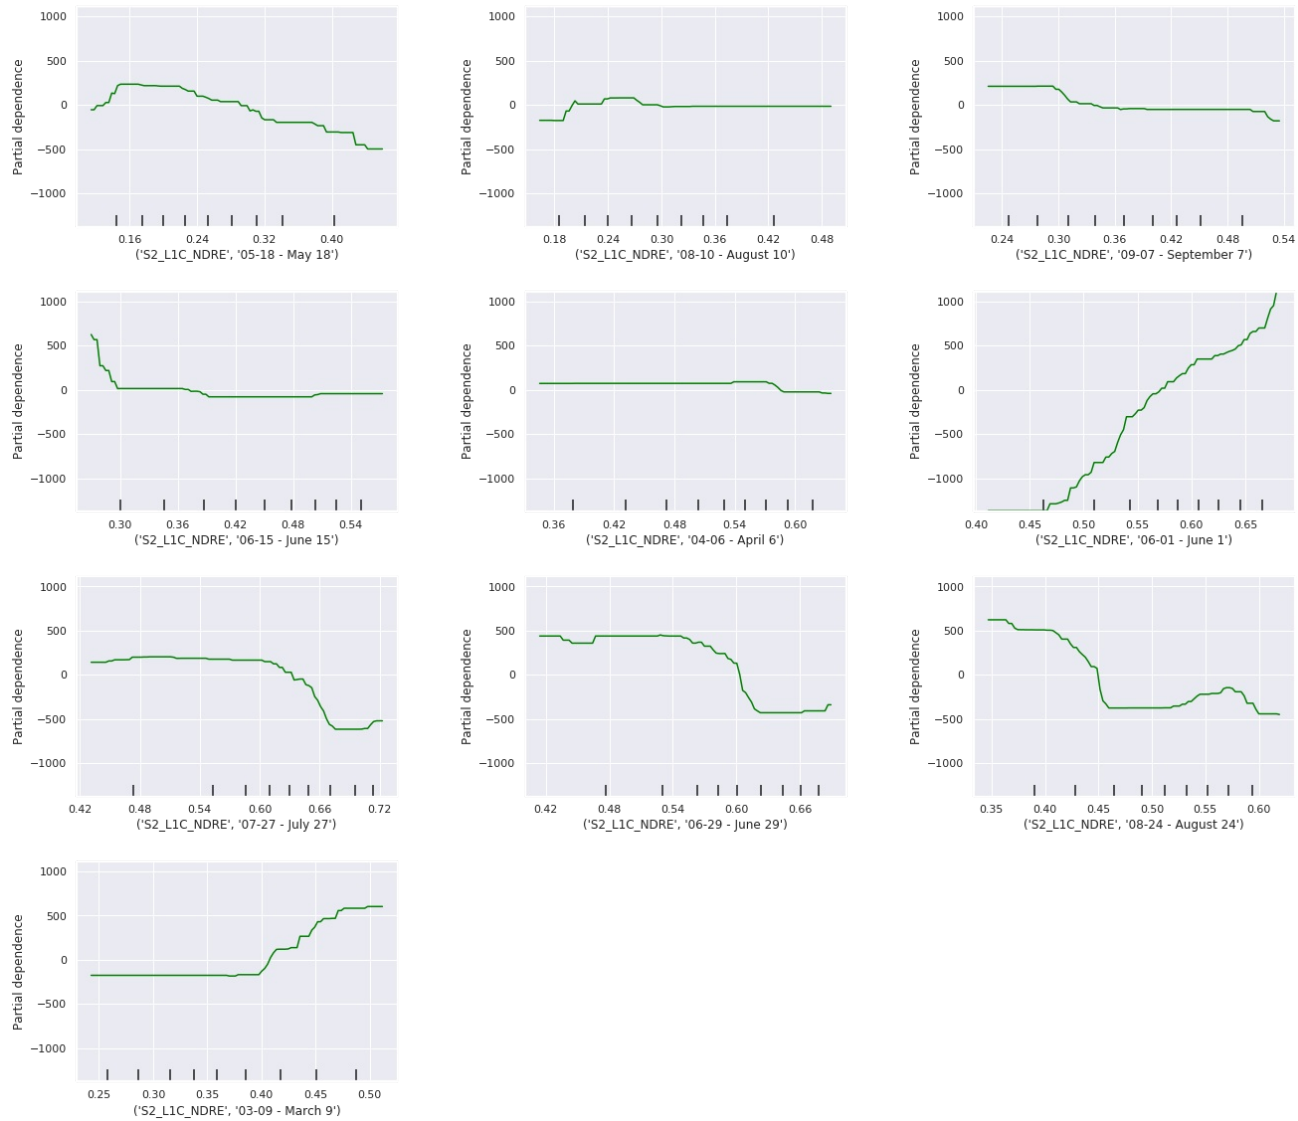 1000
500
0
−500
−1000
Partial dependence
0.16 0.24 0.32 0.40
('S2_L1C_NDRE', '05-18 - May 18')
1000
500
0
−500
−1000
Partial dependence
0.18 0.24 0.30 0.36 0.42 0.48
('S2_L1C_NDRE', '08-10 - August 10')
1000
500
0
−500
−1000
Partial dependence
0.24 0.30 0.36 0.42 0.48 0.54
('S2_L1C_NDRE', '09-07 - September 7')
1000
500
0
−500
−1000
Partial dependence
0.30 0.36 0.42 0.48 0.54
('S2_L1C_NDRE', '06-15 - June 15')
1000
500
0
−500
−1000
Partial dependence
0.36 0.42 0.48 0.54 0.60
('S2_L1C_NDRE', '04-06 - April 6')
1000
500
0
−500
−1000
Partial dependence
0.40 0.45 0.50 0.55 0.60 0.65
('S2_L1C_NDRE', '06-01 - June 1')
1000
500
0
−500
−1000
Partial dependence
0.42 0.48 0.54 0.60 0.66 0.72
('S2_L1C_NDRE', '07-27 - July 27')
1000
500
0
−500
−1000
Partial dependence
0.42 0.48 0.54 0.60 0.66
('S2_L1C_NDRE', '06-29 - June 29')
1000
500
0
−500
−1000
Partial dependence
0.35 0.40 0.45 0.50 0.55 0.60
('S2_L1C_NDRE', '08-24 - August 24')
1000
500
0
−500
−1000
Partial dependence
0.25 0.30 0.35 0.40 0.45 0.50
('S2_L1C_NDRE', '03-09 - March 9')